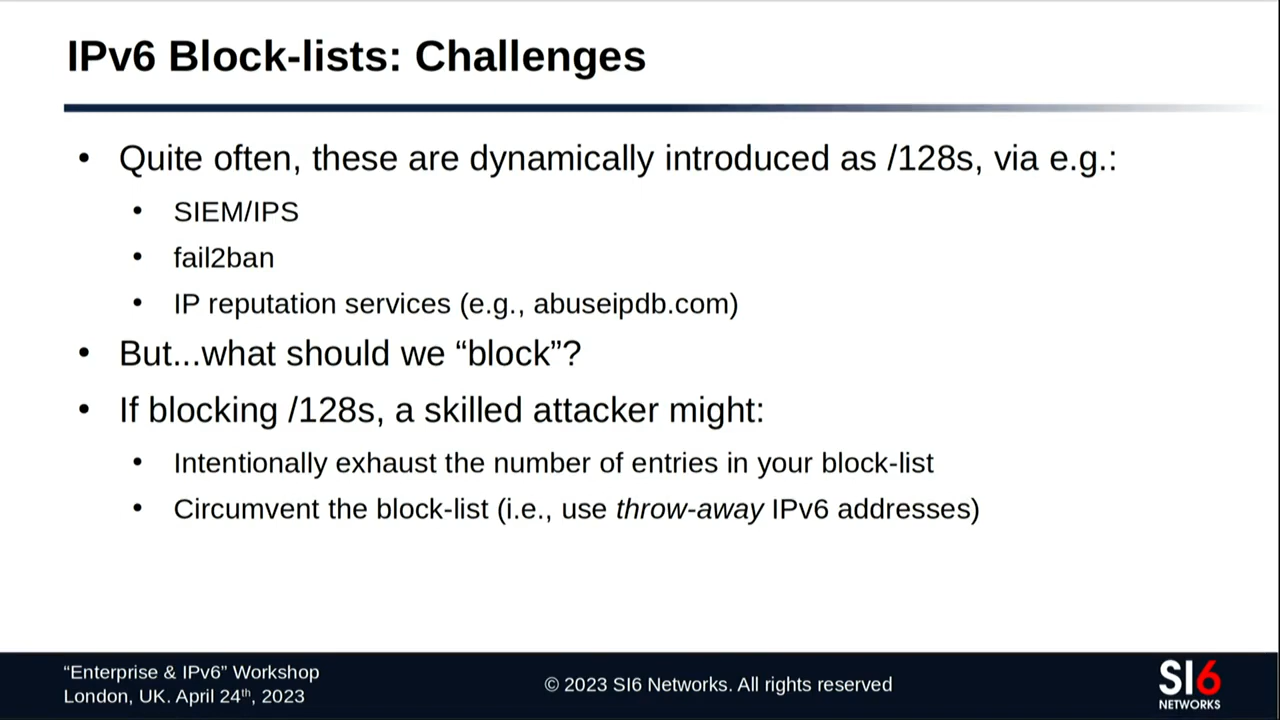 IPv6 Block-lists: Challenges
• Quite often, these are dynamically introduced as /128s, via e.g.:
• SIEM/IPS
• fail2ban
• IP reputation services (e.g., abuseipdb.com)
• But...what should we “block”?
• If blocking /128s, a skilled attacker might:
• Intentionally exhaust the number of entries in your block-list
• Circumvent the block-list (i.e., use throw-away IPv6 addresses)
“Enterprise & IPv6” Workshop
London, UK. April 24th, 2023
© 2023 SI6 Networks. All rights reserved
SI6
NETWORKS